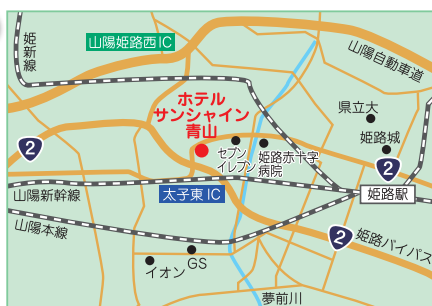 姫新線
山陽姫路西IC
山陽自動車道
ホテル
サンシャイン
青山
県立大
姫路城
2
セブン
イレブン
姫路赤十字
病院
2
山陽新幹線
太子東IC
姫路駅
山陽本線
2
姫路バイパス
GS
イオン
夢前川